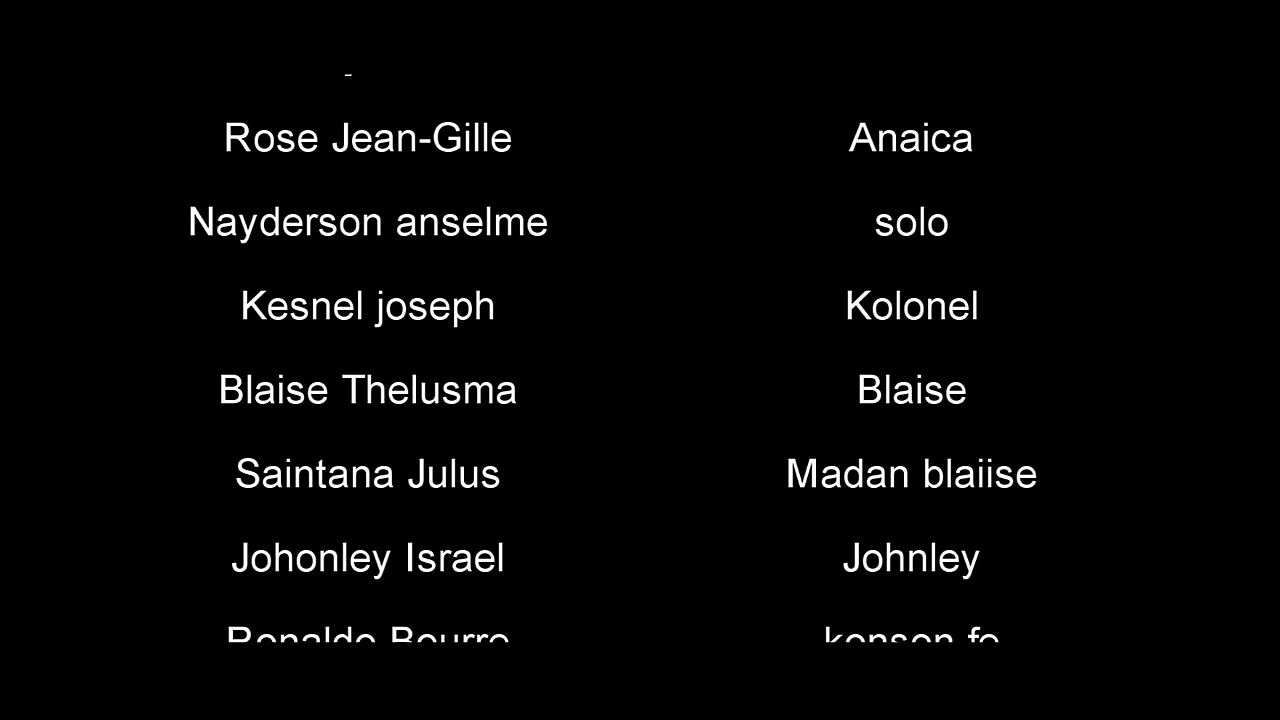 Rose Jean-Gille Anaica
Nayderson anselme solo
Kesnel joseph Kolonel
Blaise Thelusma Blaise
Saintana Julus Madan blaiise
Johonley Israel Johnley